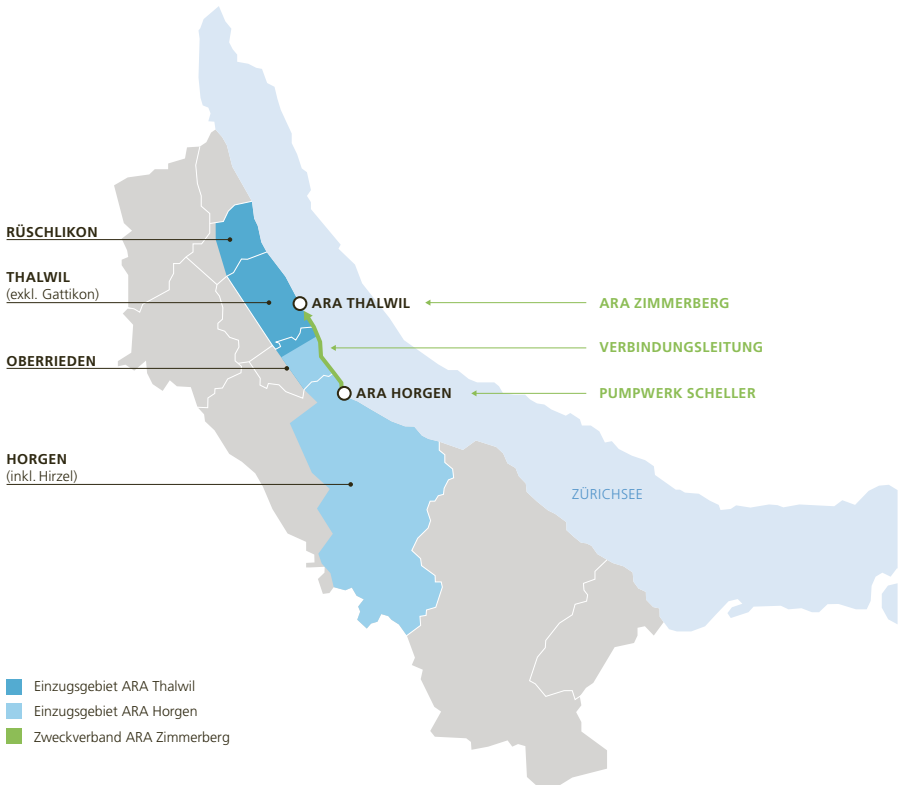 RÜSCHLIKON
THALWIL
(exkl. Gattikon)
ARA THALWIL
ARA ZIMMERBERG
VERBINDUNGSLEITUNG
OBERRIEDEN
ARA HORGEN
PUMPWERK SCHELLER
HORGEN
(inkl. Hirzel)
ZÜRICHSEE
Einzugsgebiet ARA Thalwil
Einzugsgebiet ARA Horgen
Zweckverband ARA Zimmerberg